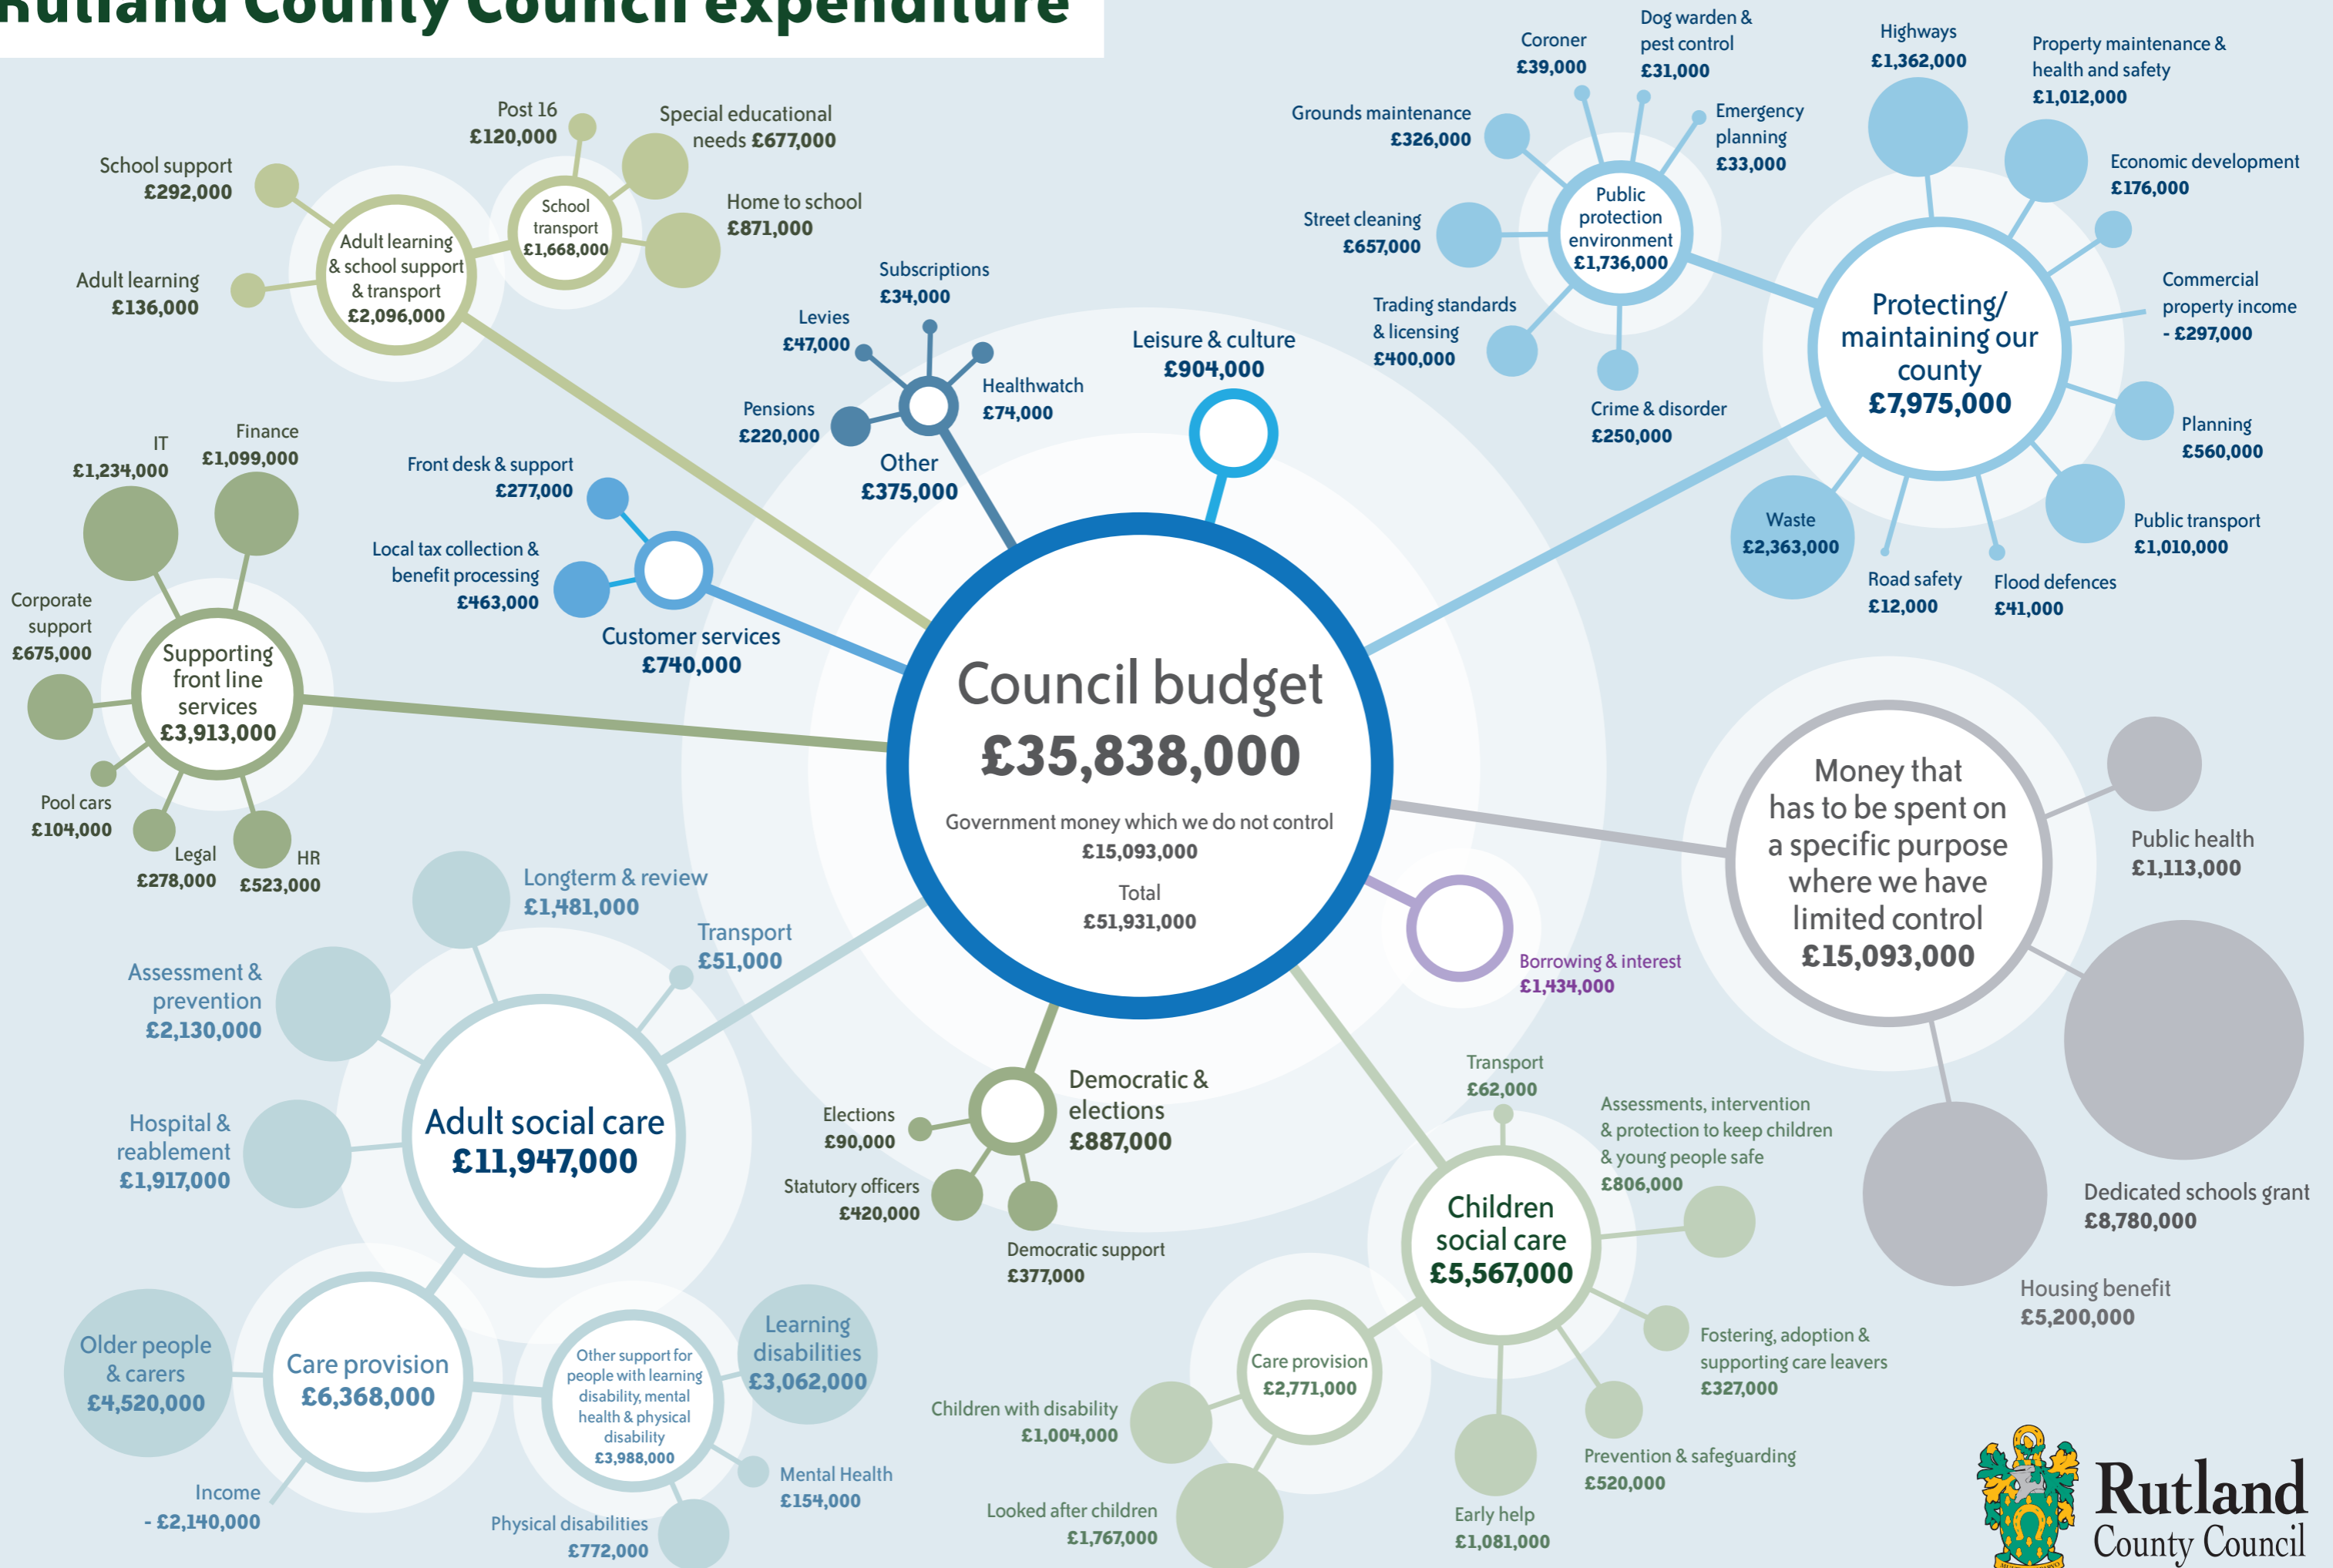 Rutland County Council expenditure
Post 16
£120,000
Special educational
needs £677,000
School support
£292,000
Home to school
£871,000
School
transport
£1,668,000
Adult learning
& school support
& transport
£2,096,000
Adult learning
£136,000
Subscriptions
£34,000
Levies
£47,000
Healthwatch
£74,000
Pensions
£220,000
Other
£375,000
Leisure & culture
£904,000
Coroner
£39,000
Dog warden &
pest control
£31,000
Emergency
planning
£33,000
Grounds maintenance
£326,000
Street cleaning
£657,000
Public
protection
environment
£1,736,000
Trading standards
& licensing
£400,000
Crime & disorder
£250,000
Highways
£1,362,000
Property maintenance &
health and safety
£1,012,000
Economic development
£176,000
Commercial
property income
- £297,000
Protecting/
maintaining our
county
£7,975,000
Planning
£560,000
Public transport
£1,010,000
Flood defences
£41,000
Road safety
£12,000
Waste
£2,363,000
IT
£1,234,000
Finance
£1,099,000
Corporate
support
£675,000
Supporting
front line
services
£3,913,000
Pool cars
£104,000
Legal
£278,000
HR
£523,000
Front desk & support
£277,000
Local tax collection &
benefit processing
£463,000
Customer services
£740,000
Council budget
£35,838,000
Government money which we do not control
£15,093,000
Total
£51,931,000
Money that
has to be spent on
a specific purpose
where we have
limited control
£15,093,000
Public health
£1,113,000
Dedicated schools grant
£8,780,000
Housing benefit
£5,200,000
Borrowing & interest
£1,434,000
Longterm & review
£1,481,000
Transport
£51,000
Assessment &
prevention
£2,130,000
Hospital &
reablement
£1,917,000
Adult social care
£11,947,000
Older people
& carers
£4,520,000
Care provision
£6,368,000
Income
- £2,140,000
Other support for
people with learning
disability, mental
health & physical
disability
£3,988,000
Learning
disabilities
£3,062,000
Mental Health
£154,000
Physical disabilities
£772,000
Democratic &
elections
£887,000
Elections
£90,000
Statutory officers
£420,000
Democratic support
£377,000
Transport
£62,000
Assessments, intervention
& protection to keep children
& young people safe
£806,000
Children
social care
£5,567,000
Fostering, adoption &
supporting care leavers
£327,000
Prevention & safeguarding
£520,000
Early help
£1,081,000
Care provision
£2,771,000
Children with disability
£1,004,000
Looked after children
£1,767,000
Rutland
County Council